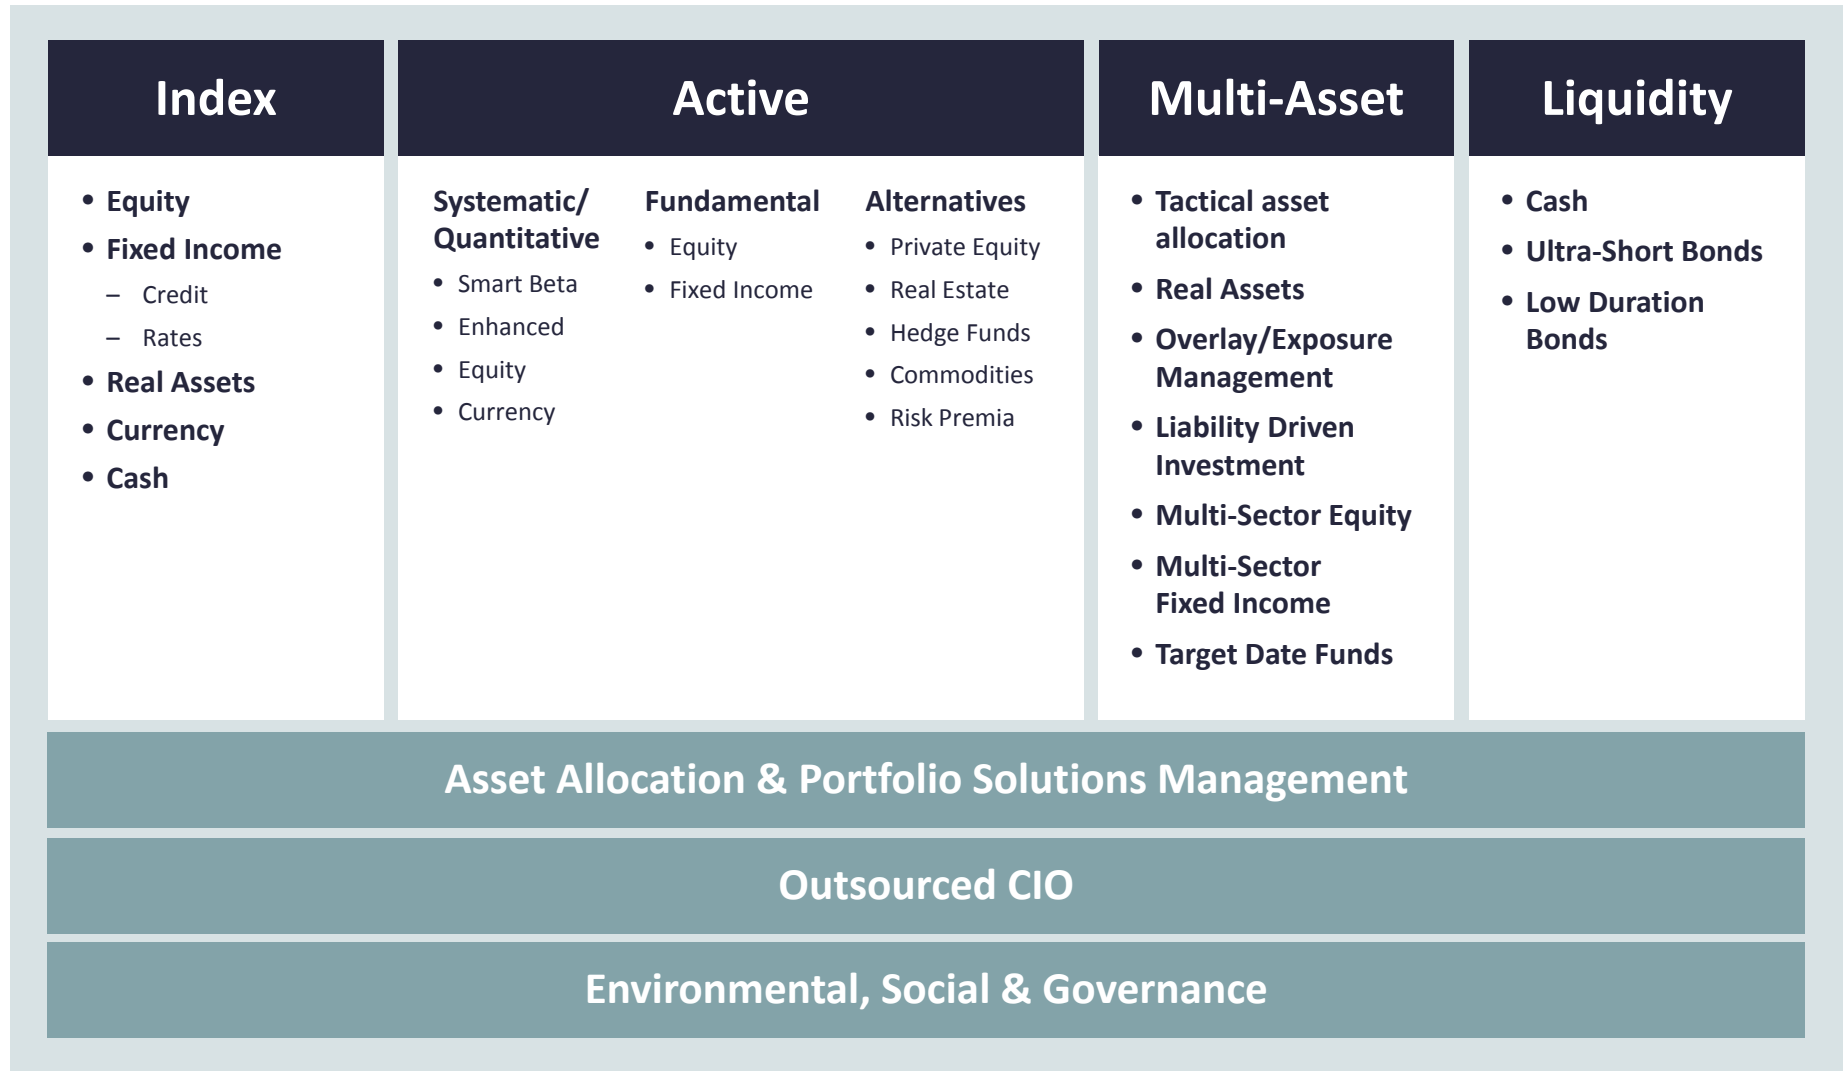 Index
• Equity
• Fixed Income
– Credit
– Rates
• Real Assets
• Currency
• Cash
Active
Systematic/
Quantitative
• Smart Beta
• Enhanced
• Equity
• Currency
Fundamental
• Equity
• Fixed Income
Alternatives
• Private Equity
• Real Estate
• Hedge Funds
• Commodities
• Risk Premia
Multi-Asset
• Tactical asset
allocation
• Real Assets
• Overlay/Exposure
Management
• Liability Driven
Investment
• Multi-Sector Equity
• Multi-Sector
Fixed Income
• Target Date Funds
Liquidity
• Cash
• Ultra-Short Bonds
• Low Duration
Bonds
Asset Allocation & Portfolio Solutions Management
Outsourced CIO
Environmental, Social & Governance